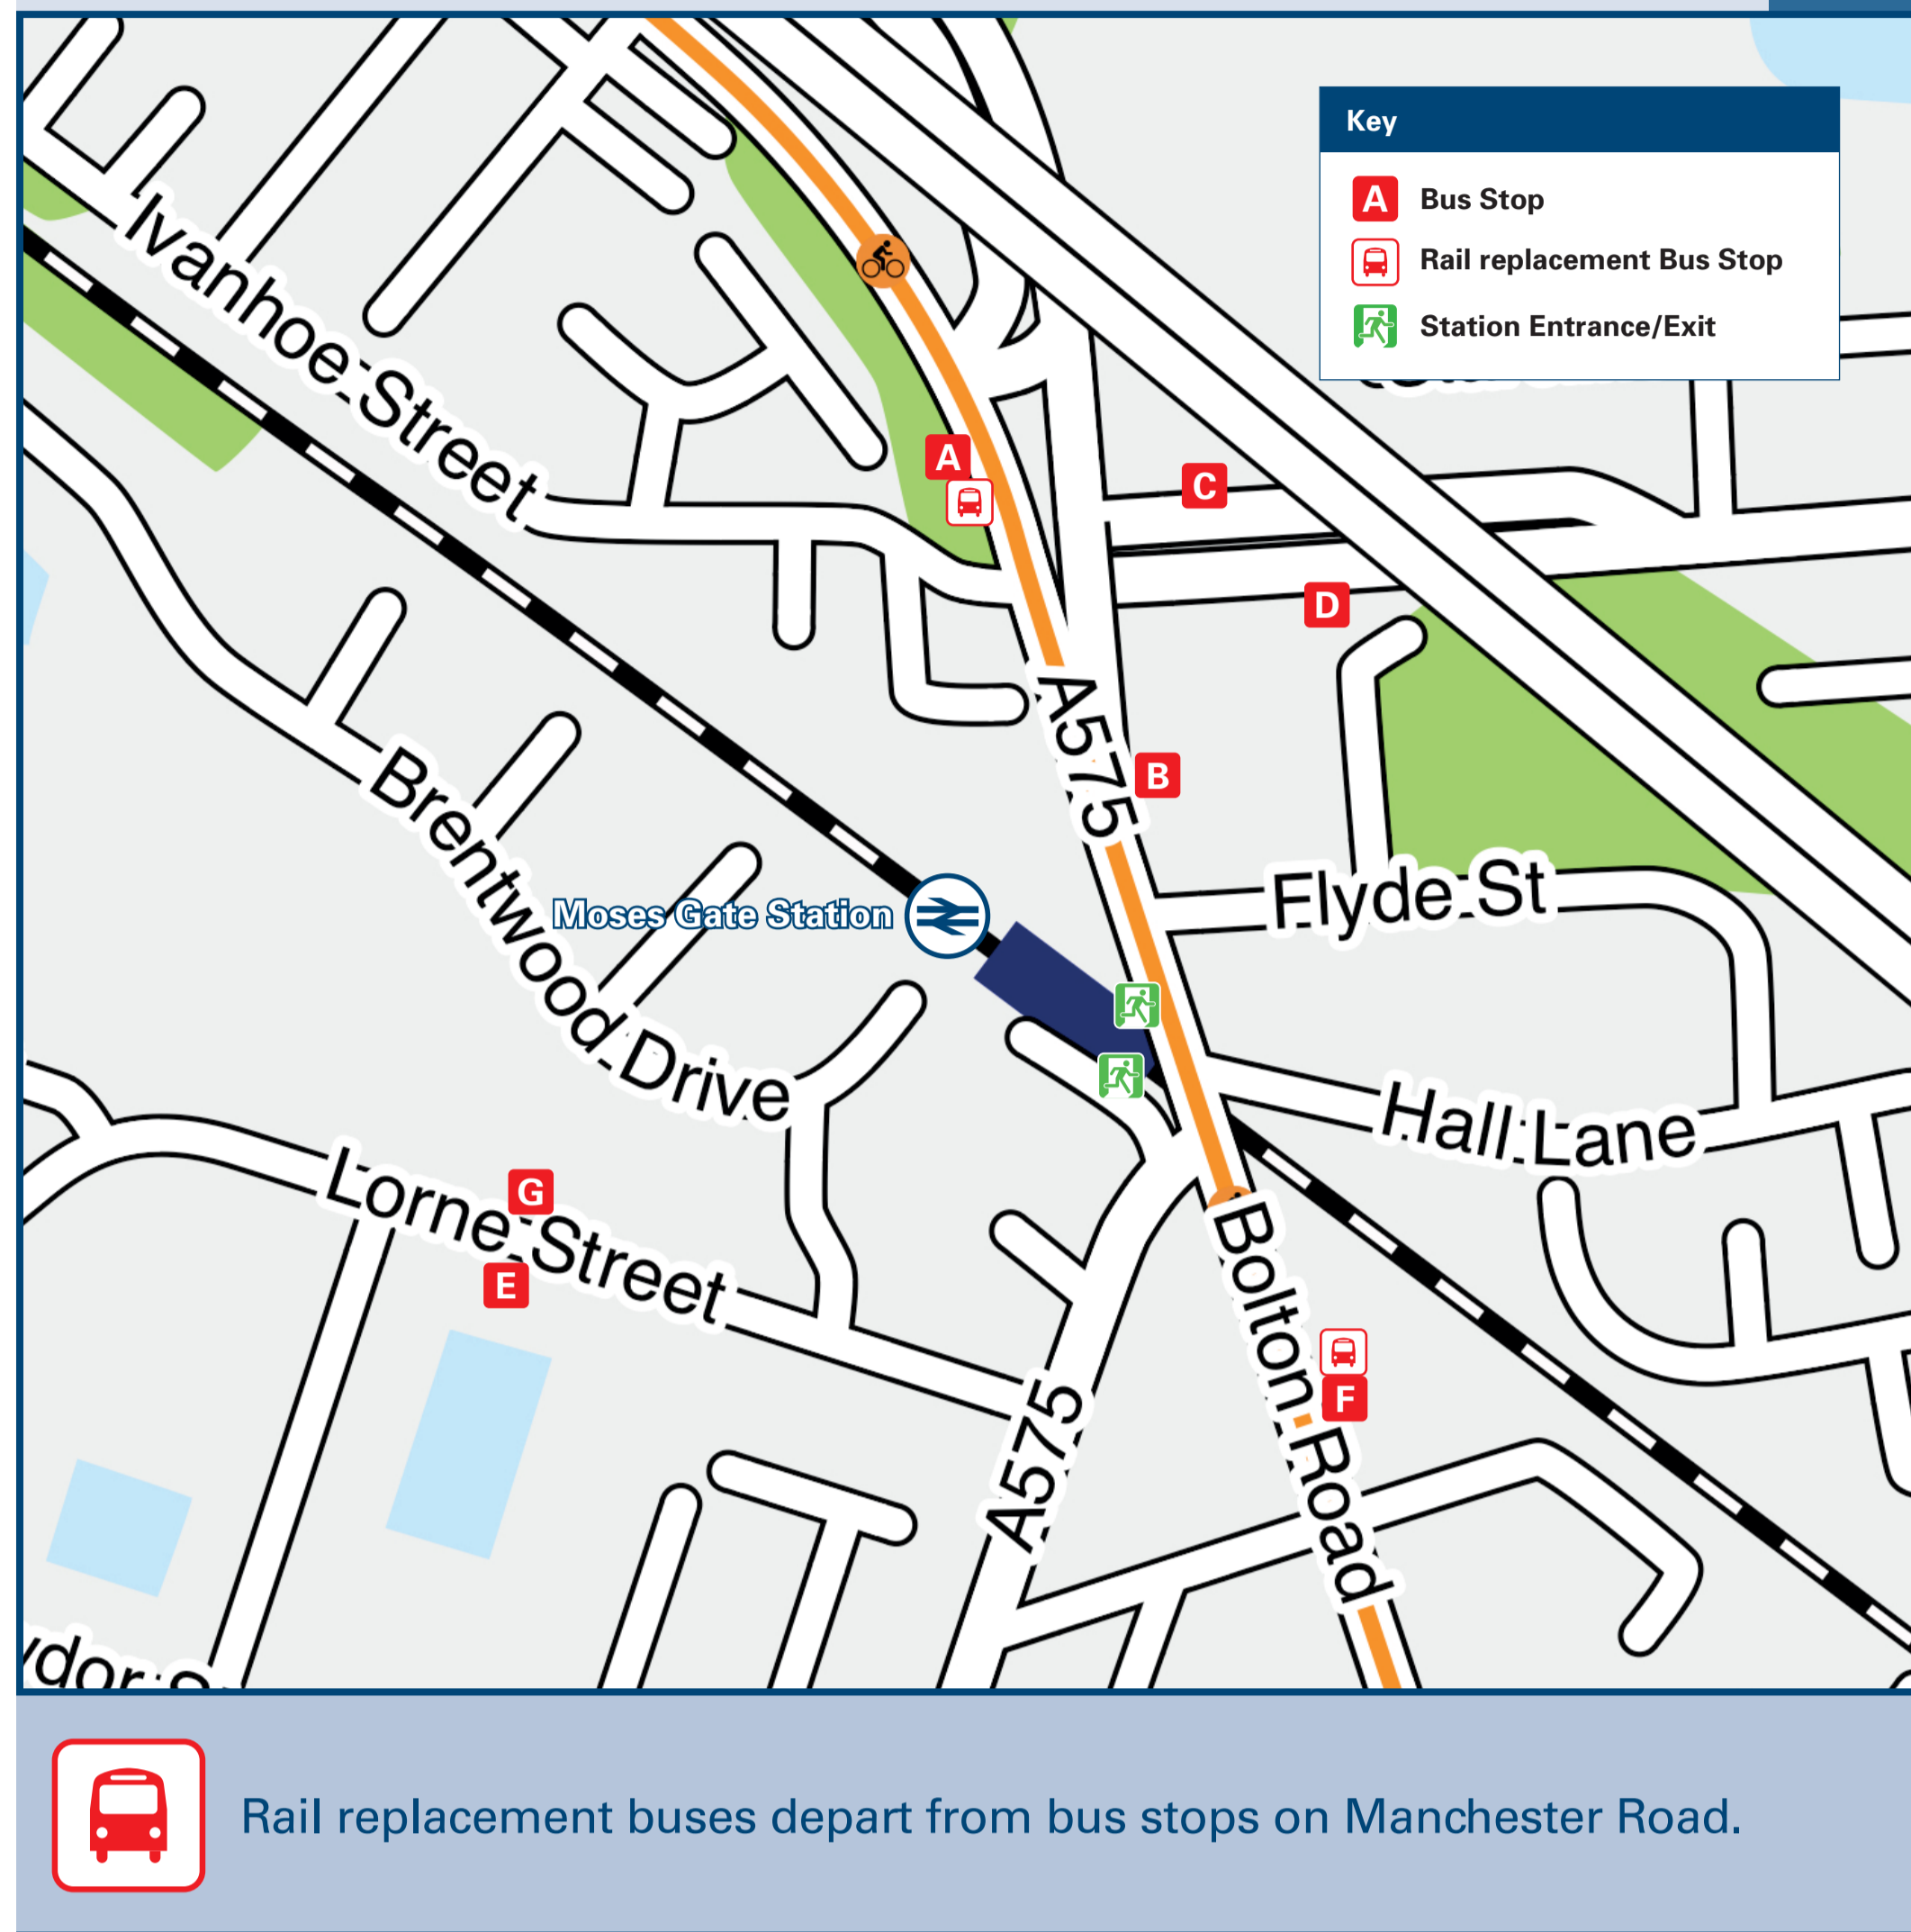 Key
A Bus Stop
Rail replacement Bus Stop
Station Entrance/Exit
Ivanhoe Street
A
C
D
A575
B
Brentwood Drive
Flyde St
Moses Gate Station
Hall Lane
Lorne Street
G
E
Bolton Road
F
A575
Rail replacement buses depart from bus stops on Manchester Road.